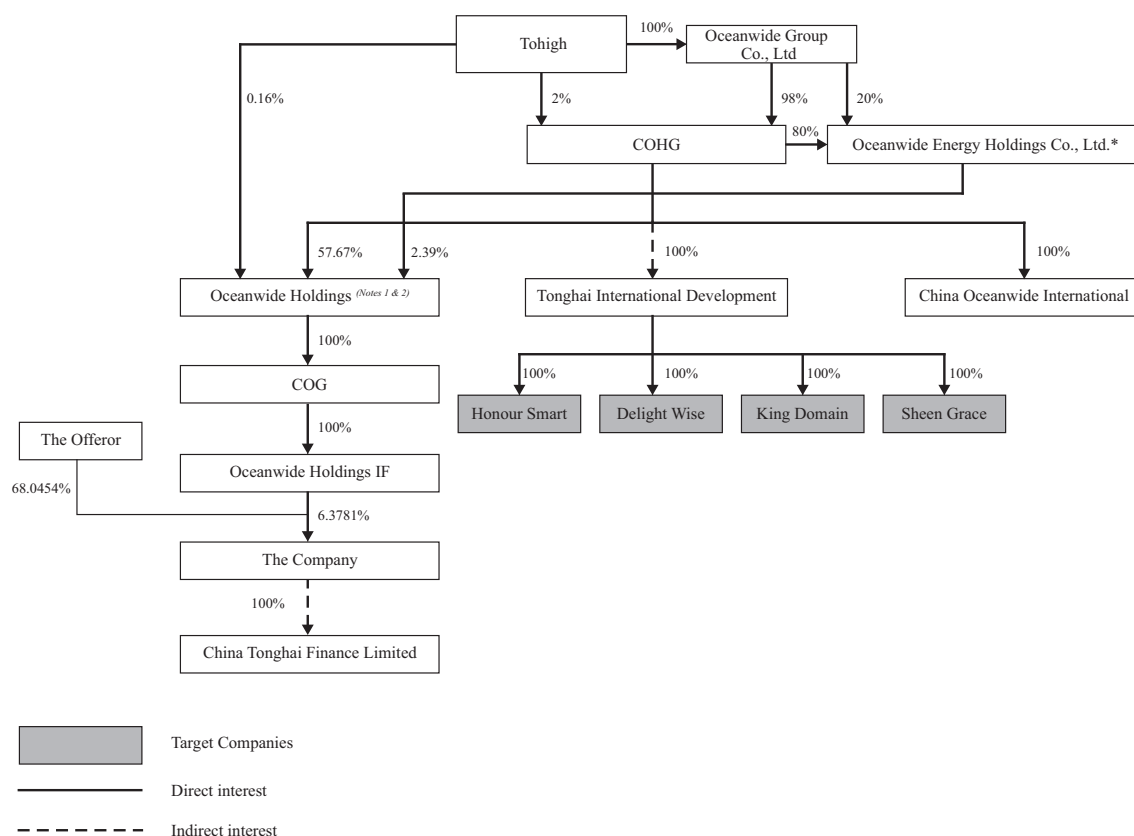 Tohigh
100%
Oceanwide Group
Co., Ltd
0.16%
2%
98%
20%
COHG
80%
Oceanwide Energy Holdings Co., Ltd.*
57.67%
2.39%
100%
100%
Oceanwide Holdings (Notes 1 & 2)
Tonghai International Development
China Oceanwide International
100%
COG
100%
100%
100%
100%
Honour Smart
Delight Wise
King Domain
Sheen Grace
100%
The Offeror
Oceanwide Holdings IF
68.0454%
6.3781%
The Company
100%
China Tonghai Finance Limited
Target Companies
Direct interest
Indirect interest